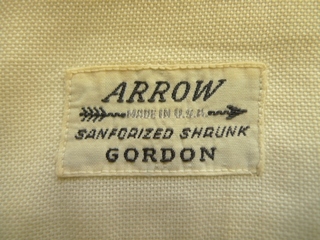 ARROW
MADE IN U.S.A.
SANFORIZED SHRUNK
GORDON